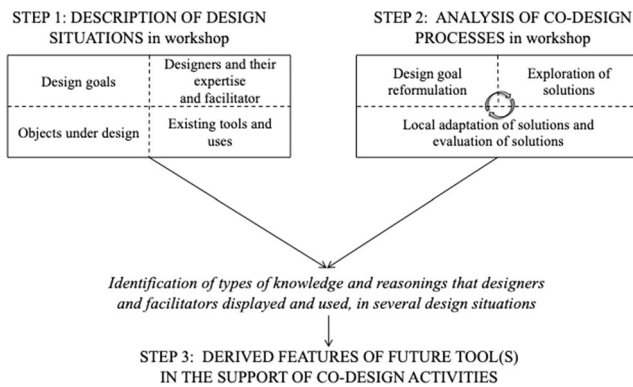 STEP 1: DESCRIPTION OF DESIGN
SITUATIONS in workshop
Design goals
Designers and their
expertise
and facilitator
Objects under design
Existing tools and
uses
STEP 2: ANALYSIS OF CO-DESIGN
PROCESSES in workshop
Design goal
reformulation
Exploration of
solutions
Local adaptation of solutions and
evaluation of solutions
Identification of types of knowledge and reasonings that designers
and facilitators displayed and used, in several design situations
STEP 3: DERIVED FEATURES OF FUTURE TOOL(S)
IN THE SUPPORT OF CO-DESIGN ACTIVITIES